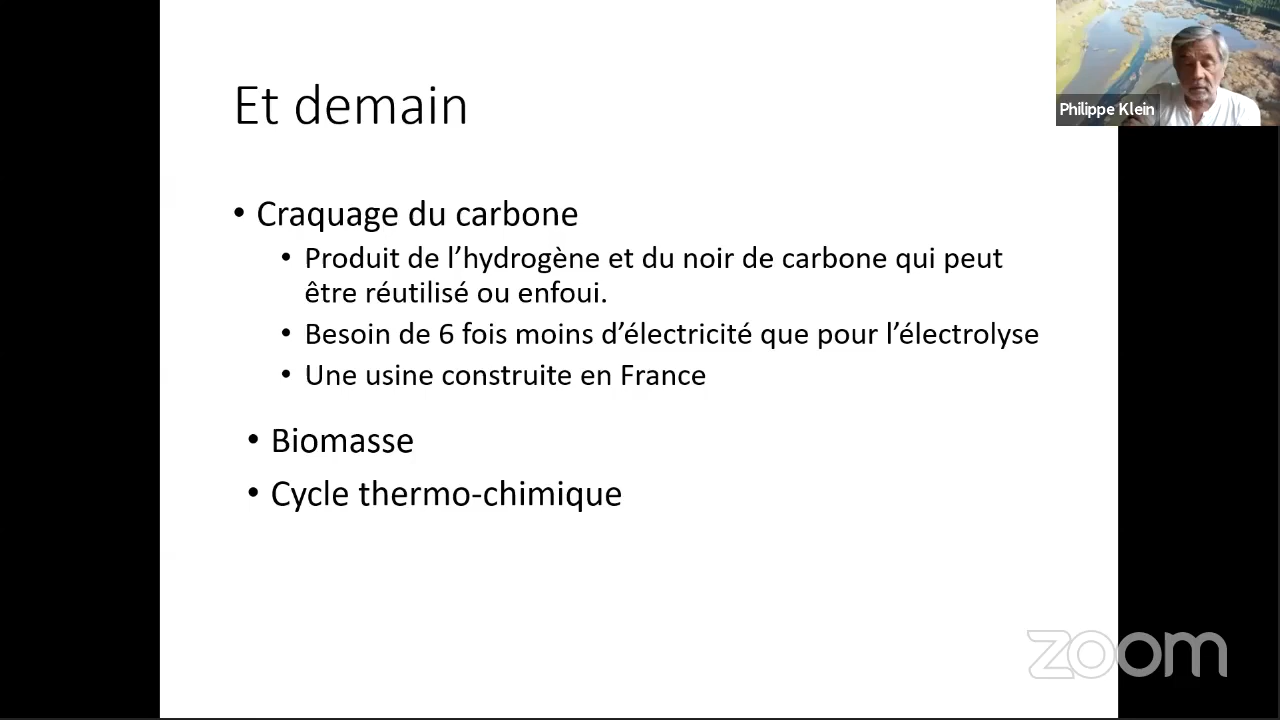 Et demain
• Craquage du carbone
• Produit de l’hydrogène et du noir de carbone qui peut
être réutilisé ou enfoui.
• Besoin de 6 fois moins d’électricité que pour l’électrolyse
• Une usine construite en France
• Biomasse
• Cycle thermo-chimique
Philippe Klein
zoom